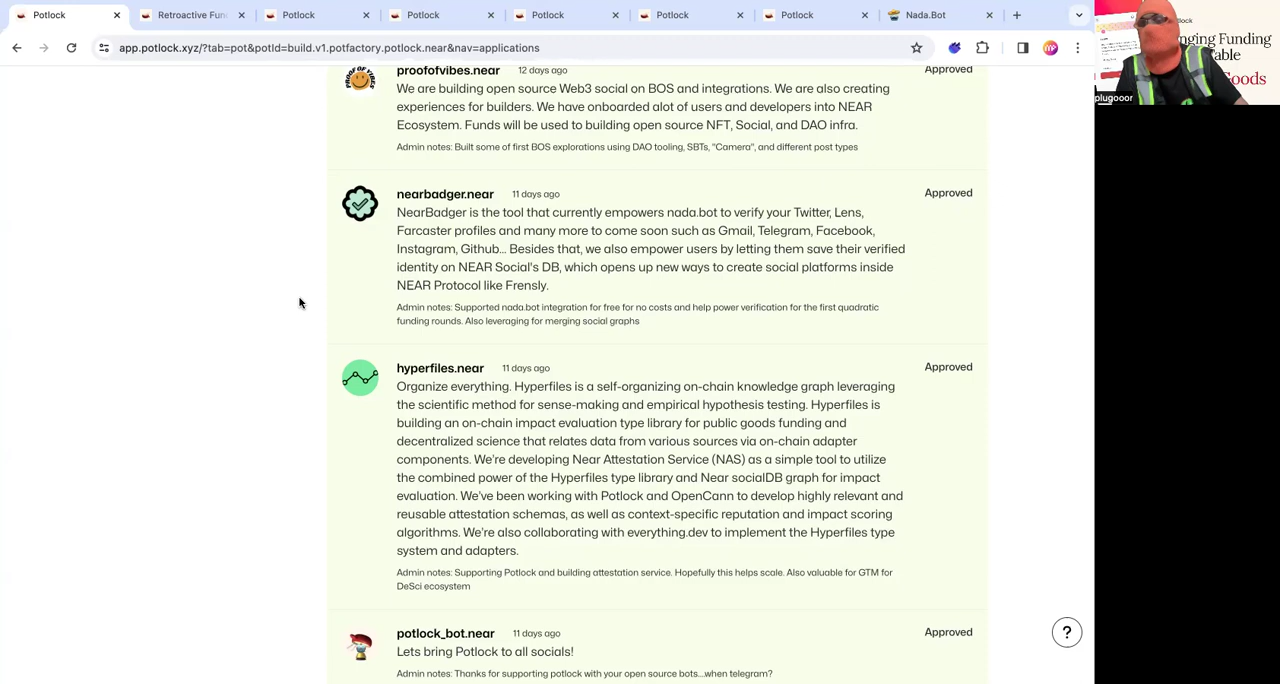 Potlock
Retroactive Fun
Potlock
Potlock
Potlock
Potlock
Potlock
Nada.Bot
app.potlock.xyz/?tab=pot&potId=build.v1.potfactory.potlock.near&nav=applications
proofofvibes.near 12 days ago Approved
We are building open source Web3 social on BOS and integrations. We are also creating
s for builders. We have onboarded alot of users and developers into NEAR
Ecosystem. Funds will be used to building open source NFT, Social, and DAO infra.
Admin notes: Built some of first BOS explorations using DAO tooling, SBTs, "Camera", and different post types
nearbadger.near 11 days ago Approved
NearBadger is the tool that currently empowers nada.bot to verify your Twitter, Lens,
Farcaster profiles and many more to come soon such as Gmail, Telegram, Facebook,
Instagram, Github... Besides that, we also empower users by letting them save their verified
identity on NEAR Social's DB, which opens up new ways to create social platforms inside
NEAR Protocol like Frensly.
Admin notes: Supported nada.bot integration for free for no costs and help power verification for the first quadratic
funding rounds. Also leveraging for merging social graphs
hyperfiles.near 11 days ago Approved
Organize everything. Hyperfiles is a self-organizing on-chain knowledge graph leveraging
the scientific method for sense-making and empirical hypothesis testing. Hyperfiles is
building an on-chain impact evaluation type library for public goods funding and
decentralized science that relates data from various sources via on-chain adapter
components. We're developing Near Attestation Service (NAS) as a simple tool to utilize
the combined power of the Hyperfiles type library and Near socialDB graph for impact
evaluation. We've been working with Potlock and OpenCann to develop highly relevant and
reusable attestation schemas, as well as context-specific reputation and impact scoring
algorithms. We're also collaborating with everything.dev to implement the Hyperfiles type
system and adapters.
Admin notes: Supporting Potlock and building attestation service. Hopefully this helps scale. Also valuable for GTM for
DeSci ecosystem
potlock_bot.near 11 days ago Approved
Lets bring Potlock to all socials!
Admin notes: Thanks for supporting potlock with your open source bots...when telegram?
?
tlock
nging Funding
able
Goods
plugooor